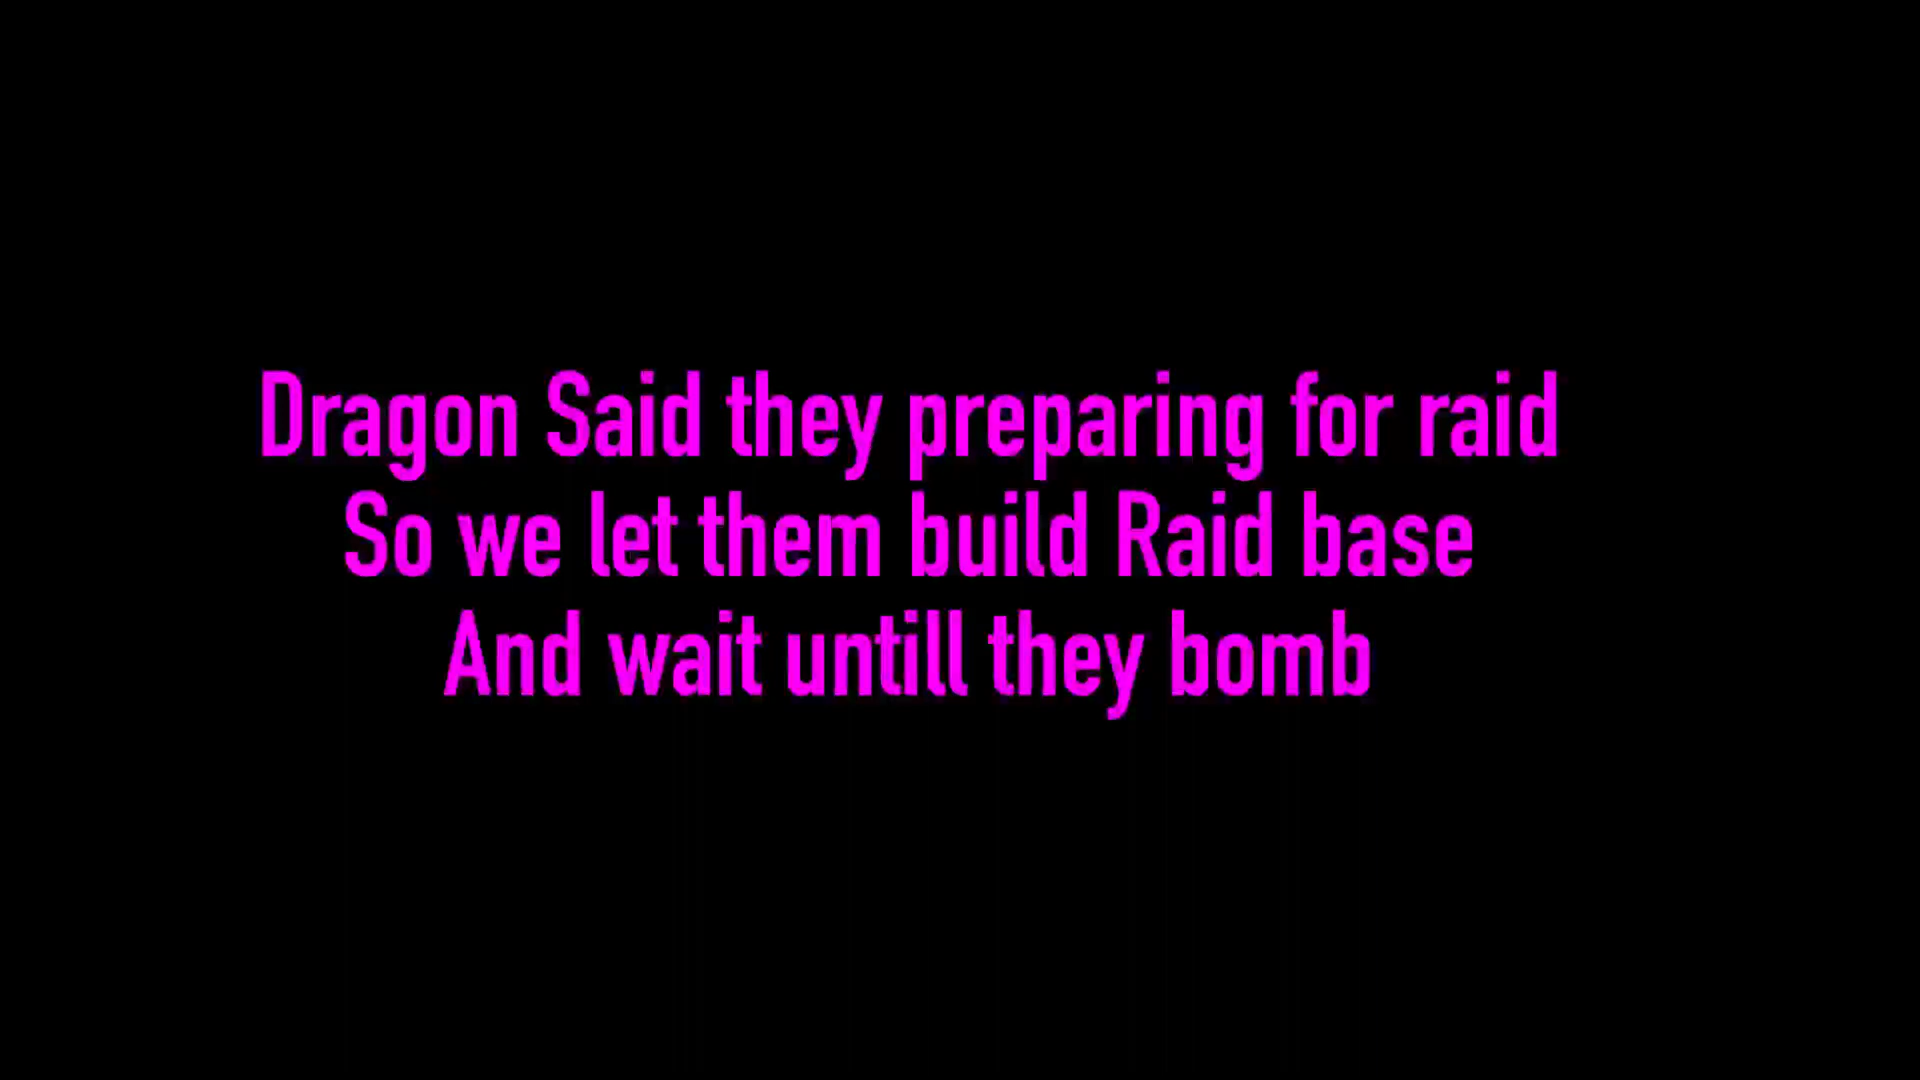 Dragon Said they preparing for raid
So we let them build Raid base
And wait untill they bomb